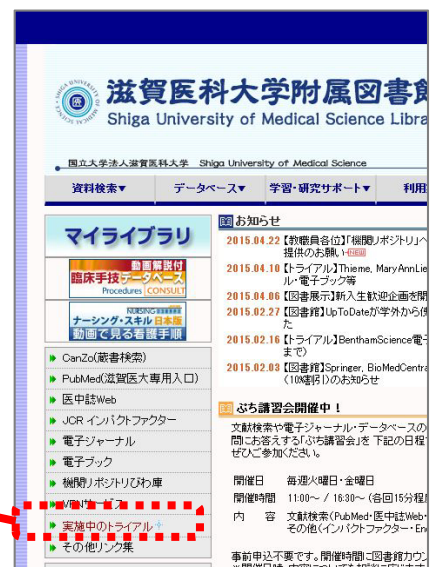 滋賀医科大学附属図書
Shiga University of Medical Science Libra
国立大学法人滋賀医科大学 Shiga University of Medical Science
資料検索▼ データベース▼ 学習・研究サポート▼ 利用
マイライブラリ
動画解説付
臨床手技データベース
Procedures CONSULT
NURSING
ナーシング・スキル日本版
動画で見る看護手順
CanZo(蔵書検索)
PubMed(滋賀医大専用入口)
医中誌Web
JCR インパクトファクター
電子ジャーナル
電子ブック
機関リポジトリびわ庫
VPNサービス
実施中のトライアル
その他リンク集
お知らせ
2015.04.22 【教職員各位】「機関リポジトリ」へ
提供のお願い
2015.04.10 【トライアル】Thieme, MaryAnnLie
ル・電子ブック等
2015.04.06 【図書展示】新入生歓迎企画を開
2015.02.27 【図書館】UpToDateが学外から使
た
2015.02.16 【トライアル】BenthamScience電子
まで)
2015.02.03 【図書館】Springer, BioMedCentra
(10%割引)のお知らせ
ぷち講習会開催中!
文献検索や電子ジャーナル・データベースの
問にお答えする「ぷち講習会」を 下記の日程
ぜひご参加ください。
開催日 毎週火曜日・金曜日
開催時間 11:00~ / 16:30~ (各回15分程
内 容 文献検索(PubMed・医中誌Web・
その他(インパクトファクター・En
事前申込不要です。開催時間に図書館カウン